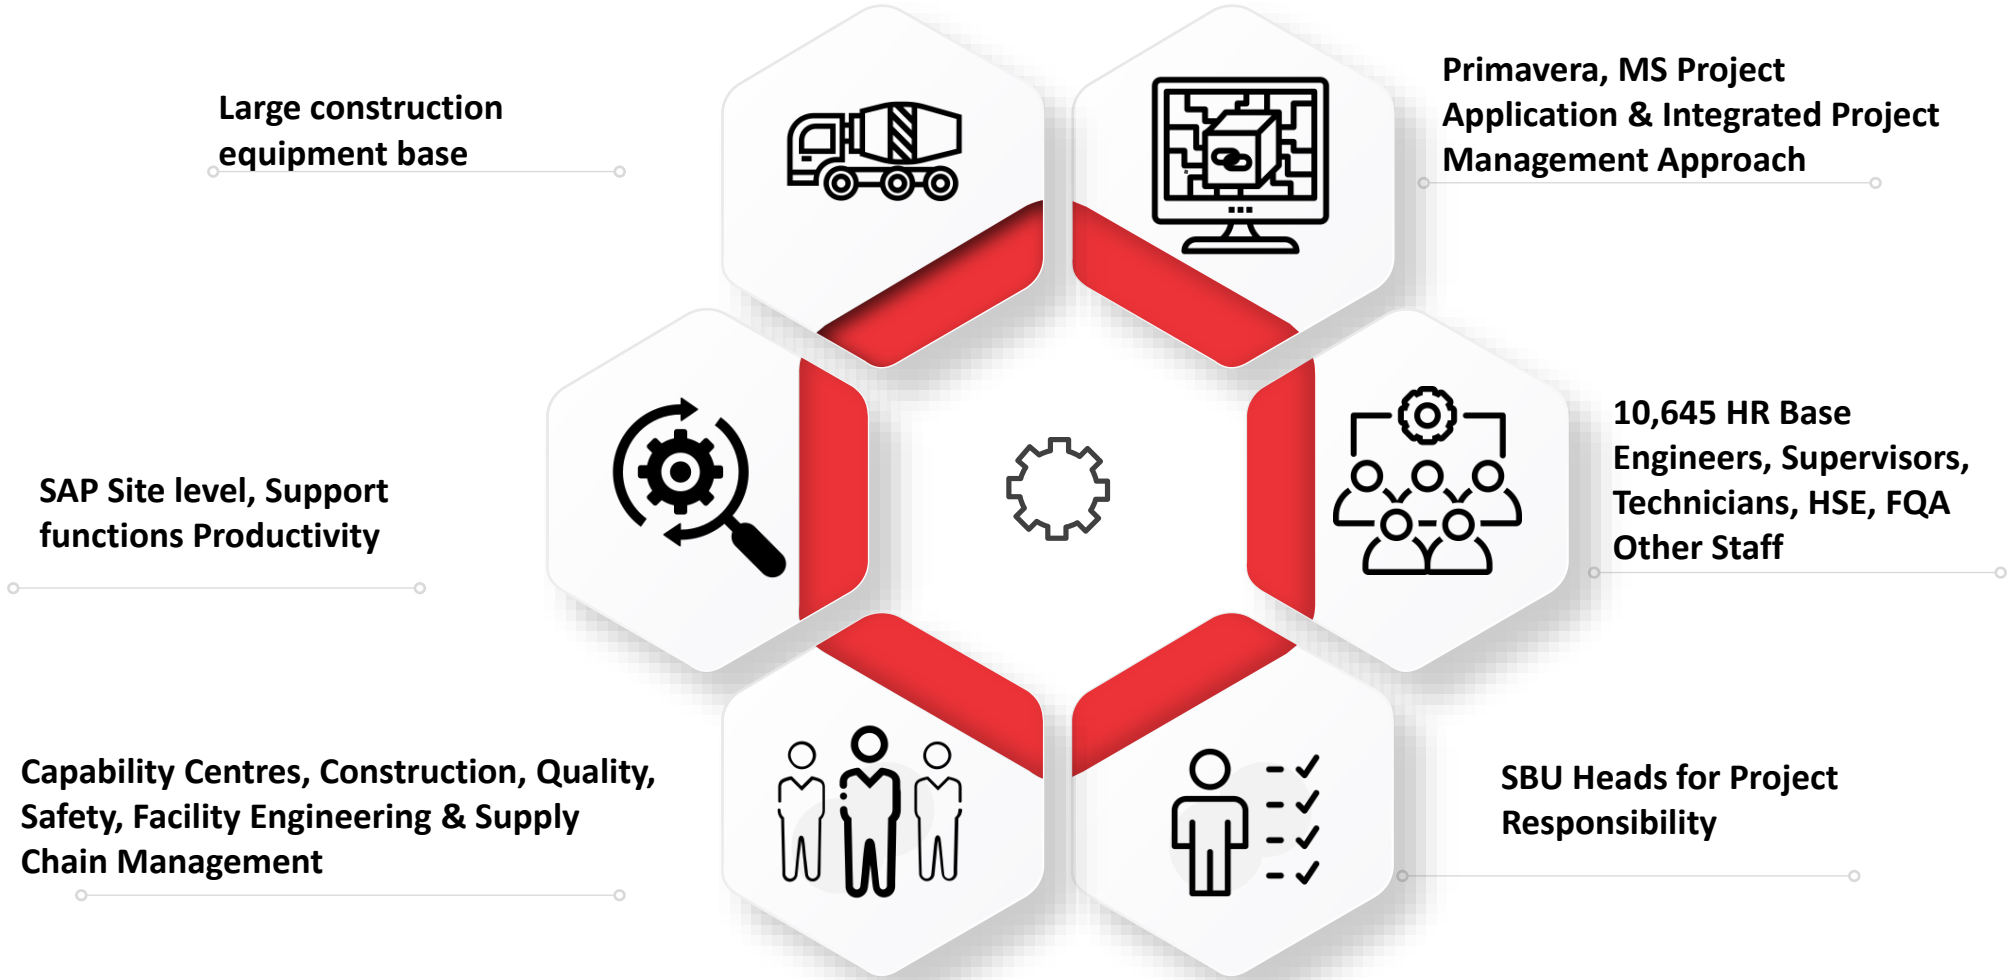 Large construction
equipment base
Primavera, MS Project
Application & Integrated Project
Management Approach
SAP Site level, Support
functions Productivity
10,645 HR Base
Engineers, Supervisors,
Technicians, HSE, FQA
Other Staff
Capability Centres, Construction, Quality,
Safety, Facility Engineering & Supply
Chain Management
SBU Heads for Project
Responsibility